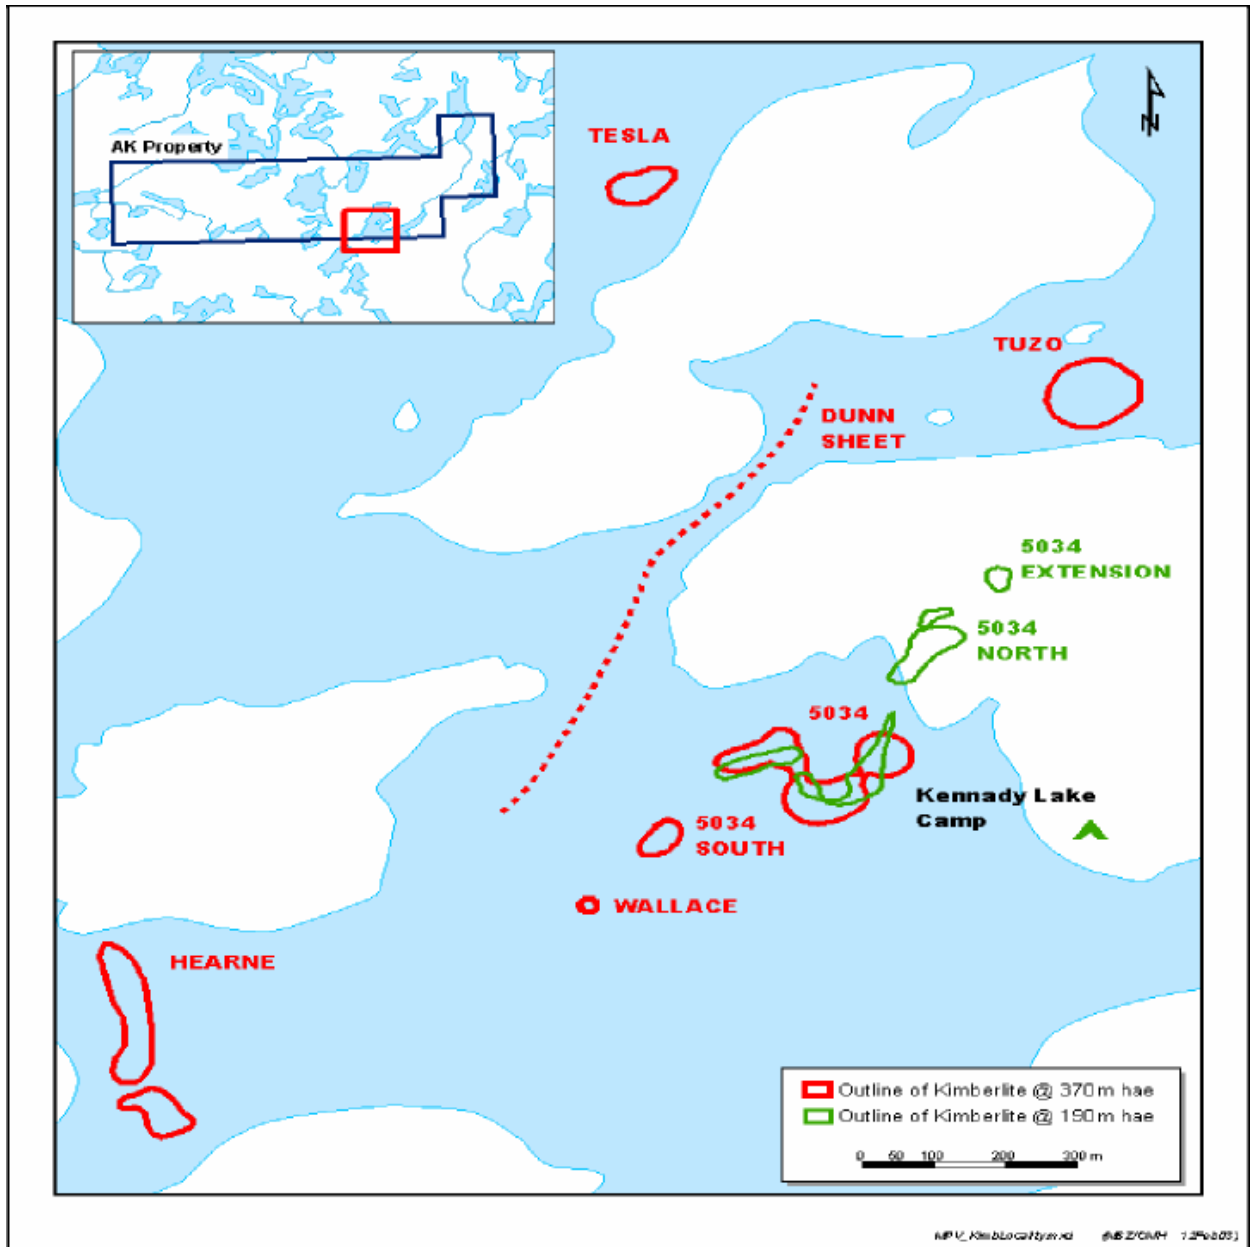 AK Property
TESLA
TUZO
DUNN
SHEET
5034
EXTENSION
5034
NORTH
5034
Kennady Lake
Camp
5034
SOUTH
WALLACE
HEARNE
Outline of Kimberlite @ 370m hae
Outline of Kimberlite @ 190m hae
0 50 100 200 300 m
N